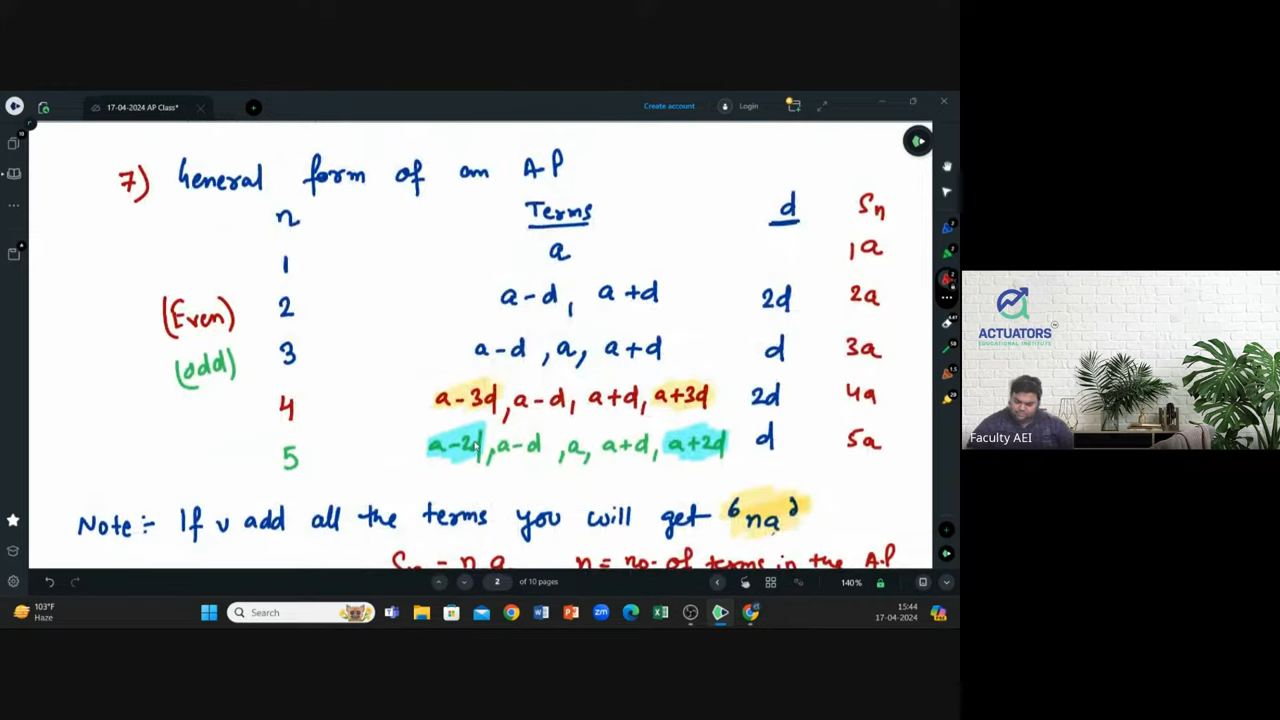 17-04-2024 AP Class*
Create account
Login
7) General form of an AP
n Terms d Sn
1 a 1a
(Even) 2 a-d, a+d 2d 2a
(odd) 3 a-d, a, a+d d 3a
4 a-3d, a-d, a+d, a+3d 2d 4a
5 a-2d, a-d, a, a+d, a+2d d 5a
Note:- If u add all the terms you will get "na"
Sn = n a n = no. of terms in the A.P
ACTUATORS
EDUCATIONAL INSTITUTE
Faculty AEI
2 of 10 pages
140%
103°F
Haze
Search
15:44
17-04-2024